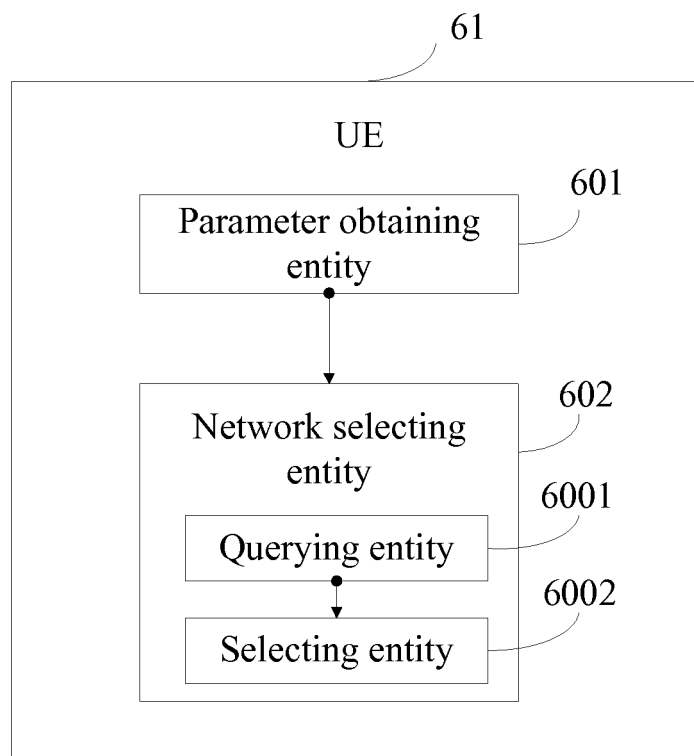 61
UE
601
Parameter obtaining
entity
602
Network selecting
entity
6001
Querying entity
6002
Selecting entity